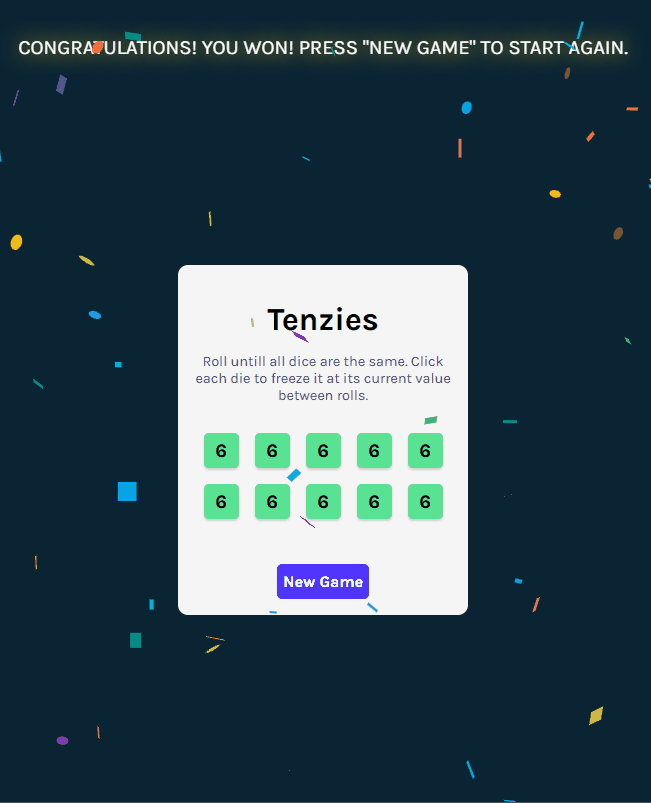 CONGRATULATIONS! YOU WON! PRESS "NEW GAME" TO START AGAIN.
Tenzies
Roll untill all dice are the same. Click
each die to freeze it at its current value
between rolls.
6 6 6 6 6
6 6 6 6 6
New Game